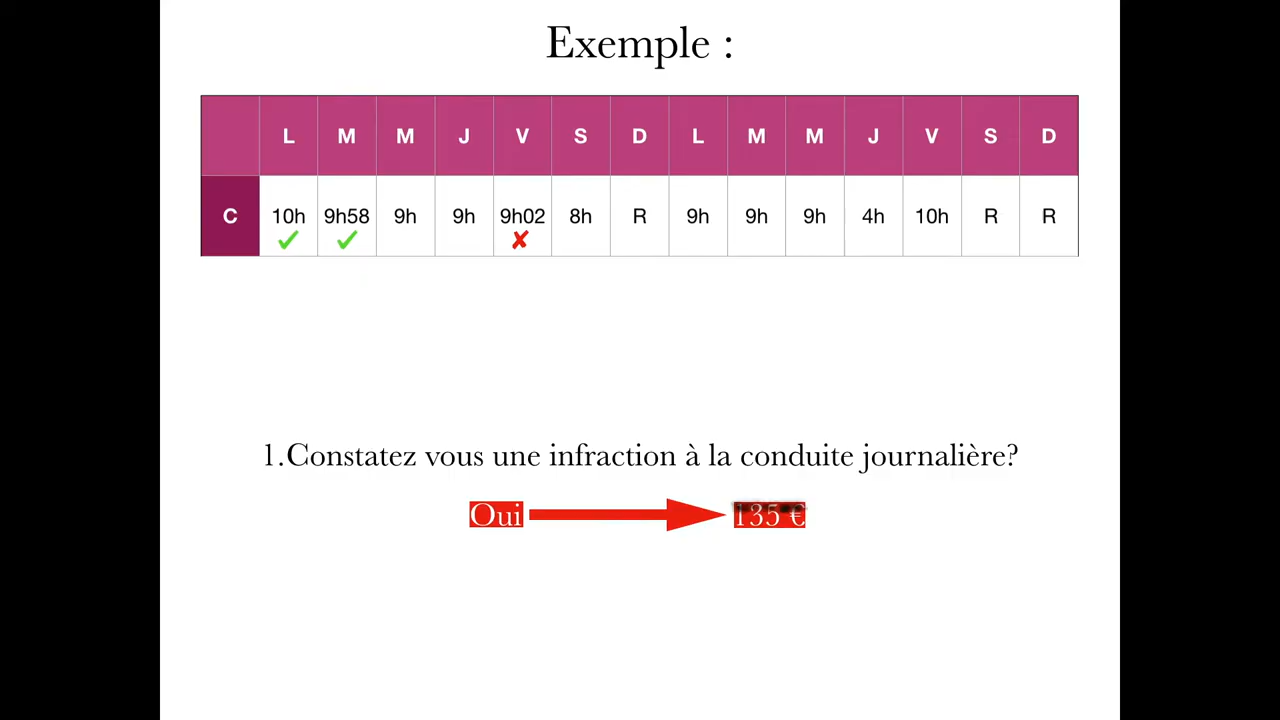 Exemple :
L M M J V S D L M M J V S D
C 10h 9h58 9h 9h 9h02 8h R 9h 9h 9h 4h 10h R R
1.Constatez vous une infraction à la conduite journalière?
Oui 135 €